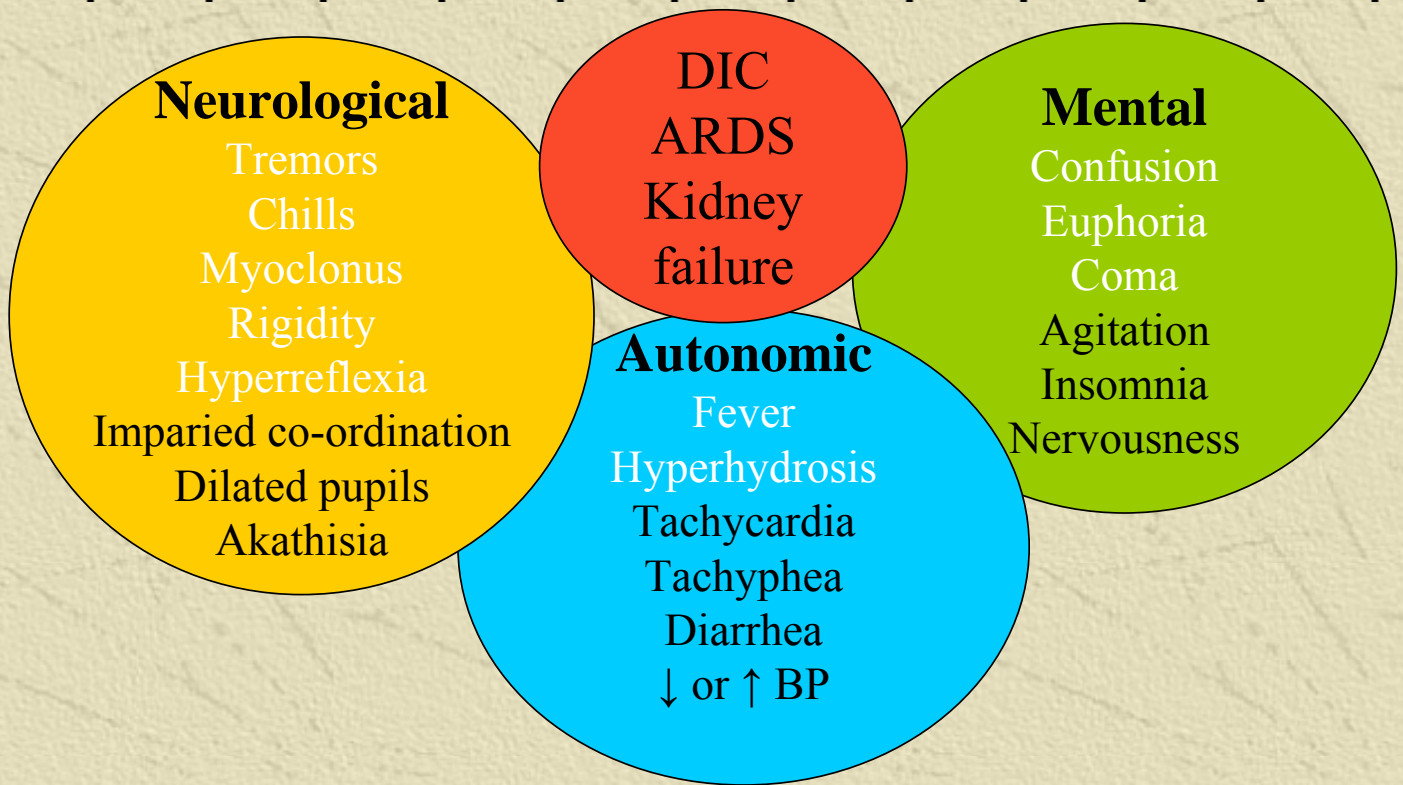 Neurological
Tremors
Chills
Myoclonus
Rigidity
Hyperreflexia
Imparied co-ordination
Dilated pupils
Akathisia
DIC
ARDS
Kidney
failure
Mental
Confusion
Euphoria
Coma
Agitation
Insomnia
Nervousness
Autonomic
Fever
Hyperhydrosis
Tachycardia
Tachyphea
Diarrhea
↓ or ↑ BP